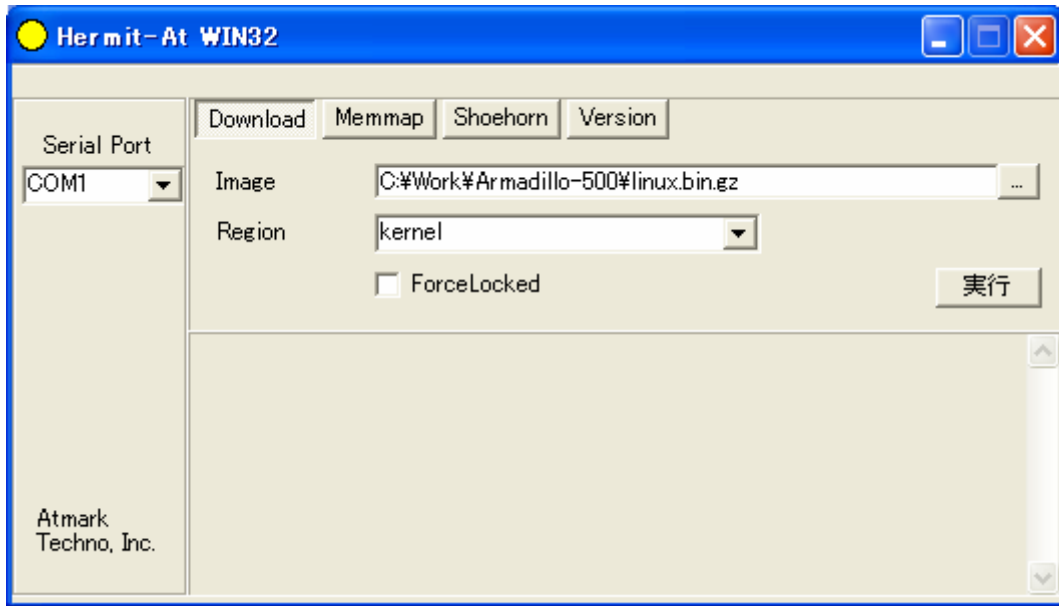 Hermit-At WIN32
Serial Port
COM1
Download Memmap Shoehorn Version
Image C:¥Work¥Armadillo-500¥linux.bin.gz ...
Region kernel
ForceLocked 実行
Atmark
Techno, Inc.